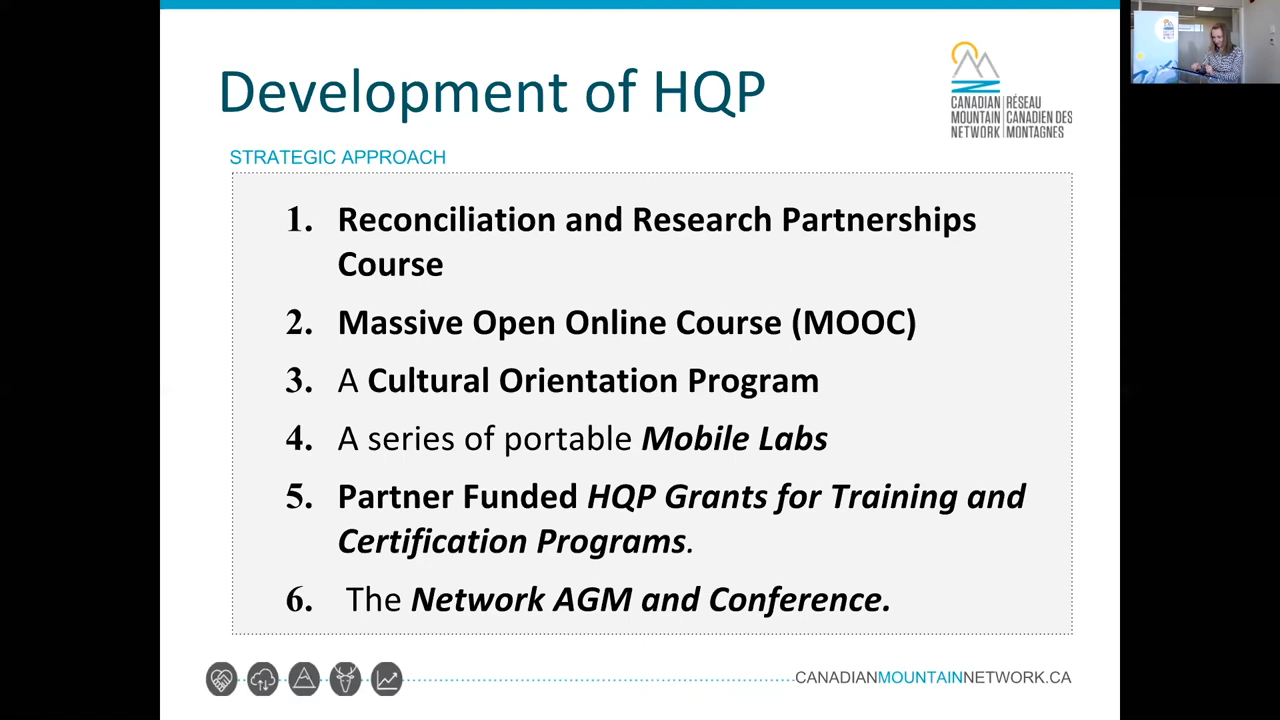 Development of HQP
CANADIAN
MOUNTAIN
NETWORK
RÉSEAU
CANADIEN DES
MONTAGNES
STRATEGIC APPROACH
1. Reconciliation and Research Partnerships
Course
2. Massive Open Online Course (MOOC)
3. A Cultural Orientation Program
4. A series of portable Mobile Labs
5. Partner Funded HQP Grants for Training and
Certification Programs.
6. The Network AGM and Conference.
CANADIANMOUNTAINNETWORK.CA